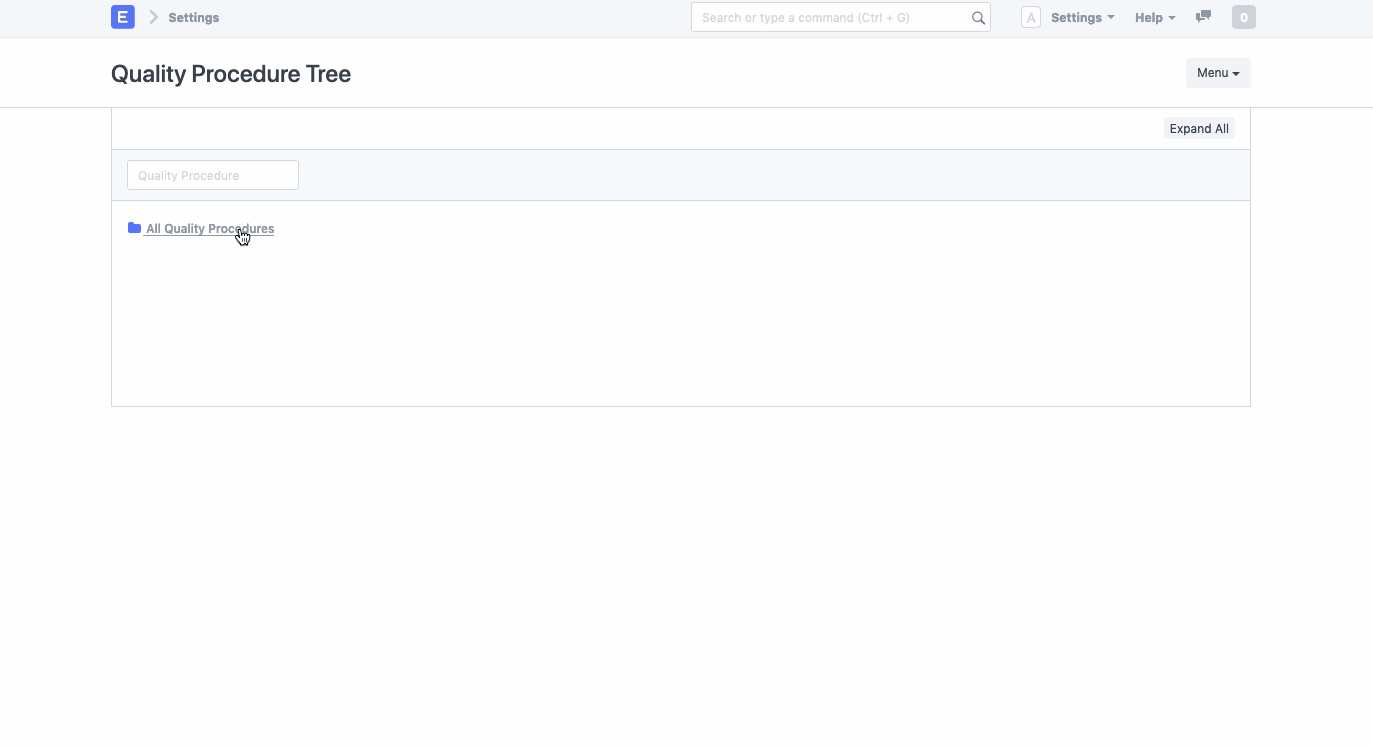 E Settings Search or type a command (Ctrl + G) A Settings Help 0
Quality Procedure Tree Menu
Expand All
Quality Procedure
All Quality Procedures